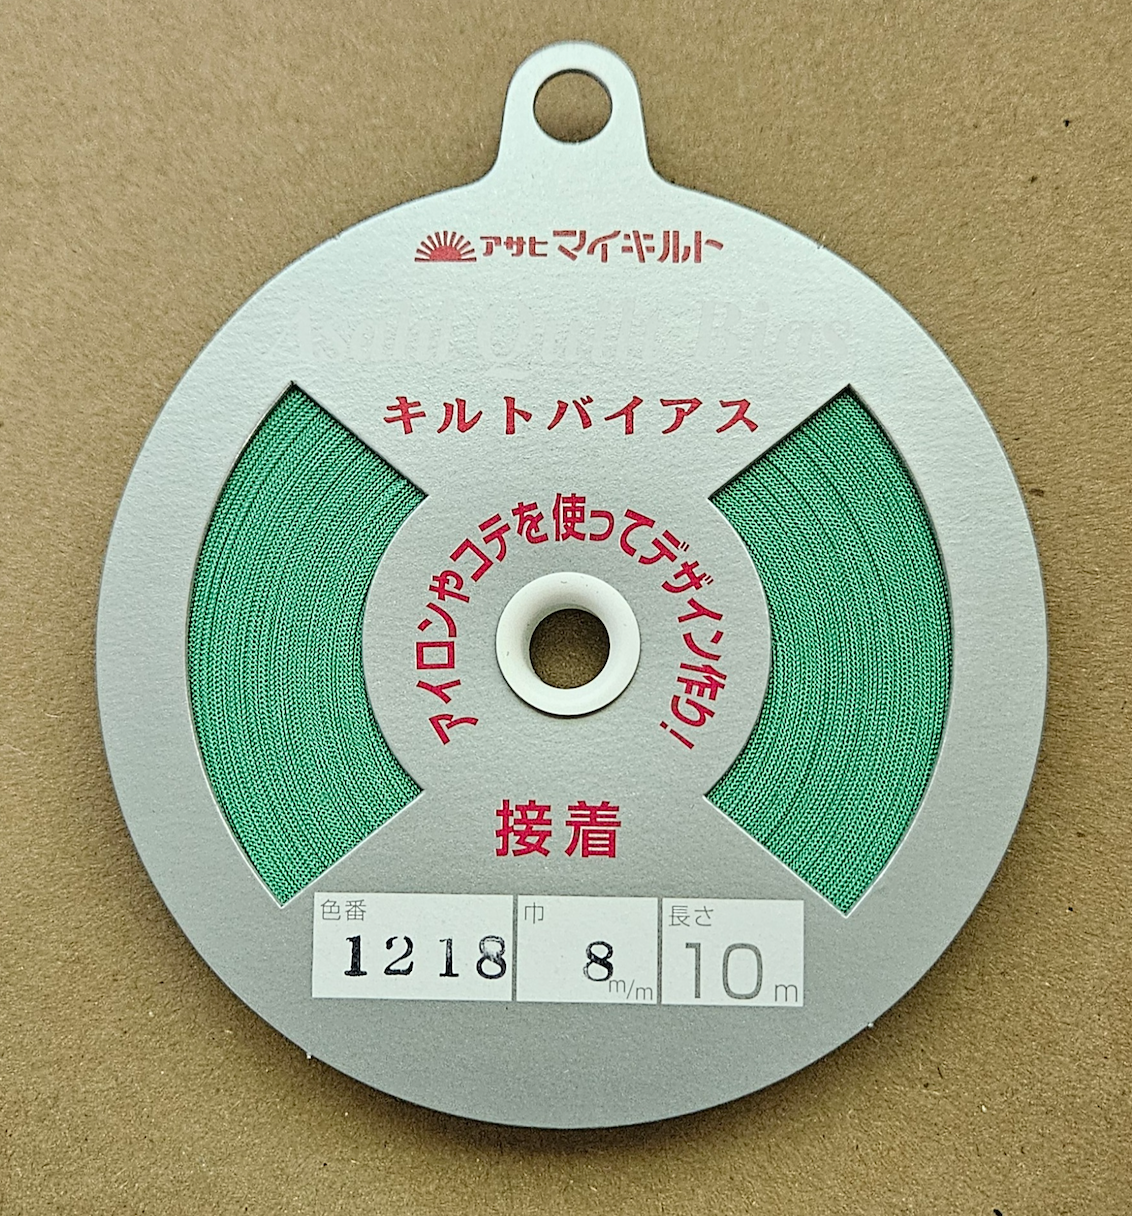 アサヒマイキルト
Asahi Quilt Bias
キルトバイアス
アイロンやコテを使ってデザイン作り!
接着
色番 巾 長さ
1218 8m/m 10m